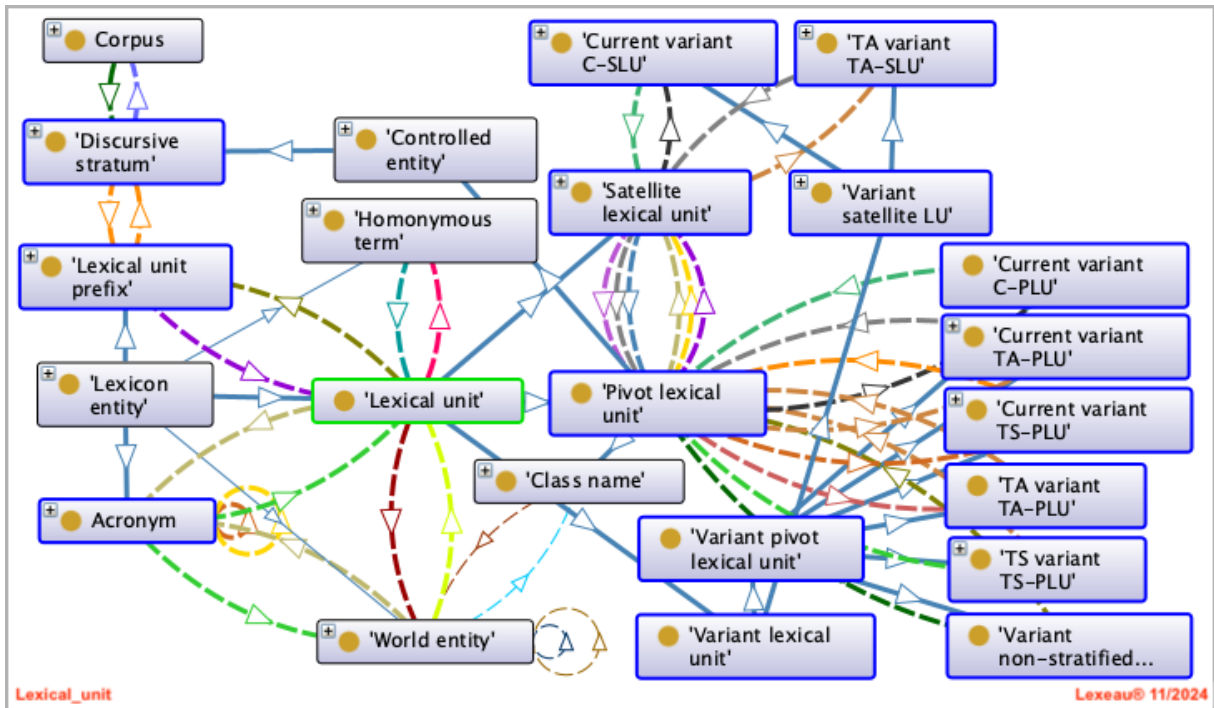 Corpus
'Current variant
C-SLU'
'TA variant
TA-SLU'
'Discursive
stratum'
'Controlled
entity'
'Homonymous
term'
'Satellite
lexical unit'
'Variant
satellite LU'
'Lexical unit
prefix'
'Current variant
C-PLU'
'Current variant
TA-PLU'
'Lexicon
entity'
'Lexical unit'
'Pivot lexical
unit'
'Current variant
TS-PLU'
'Class name'
'TA variant
TA-PLU'
Acronym
'Variant pivot
lexical unit'
'TS variant
TS-PLU'
'World entity'
'Variant lexical
unit'
'Variant
non-stratified...
Lexical_unit
Lexeau® 11/2024